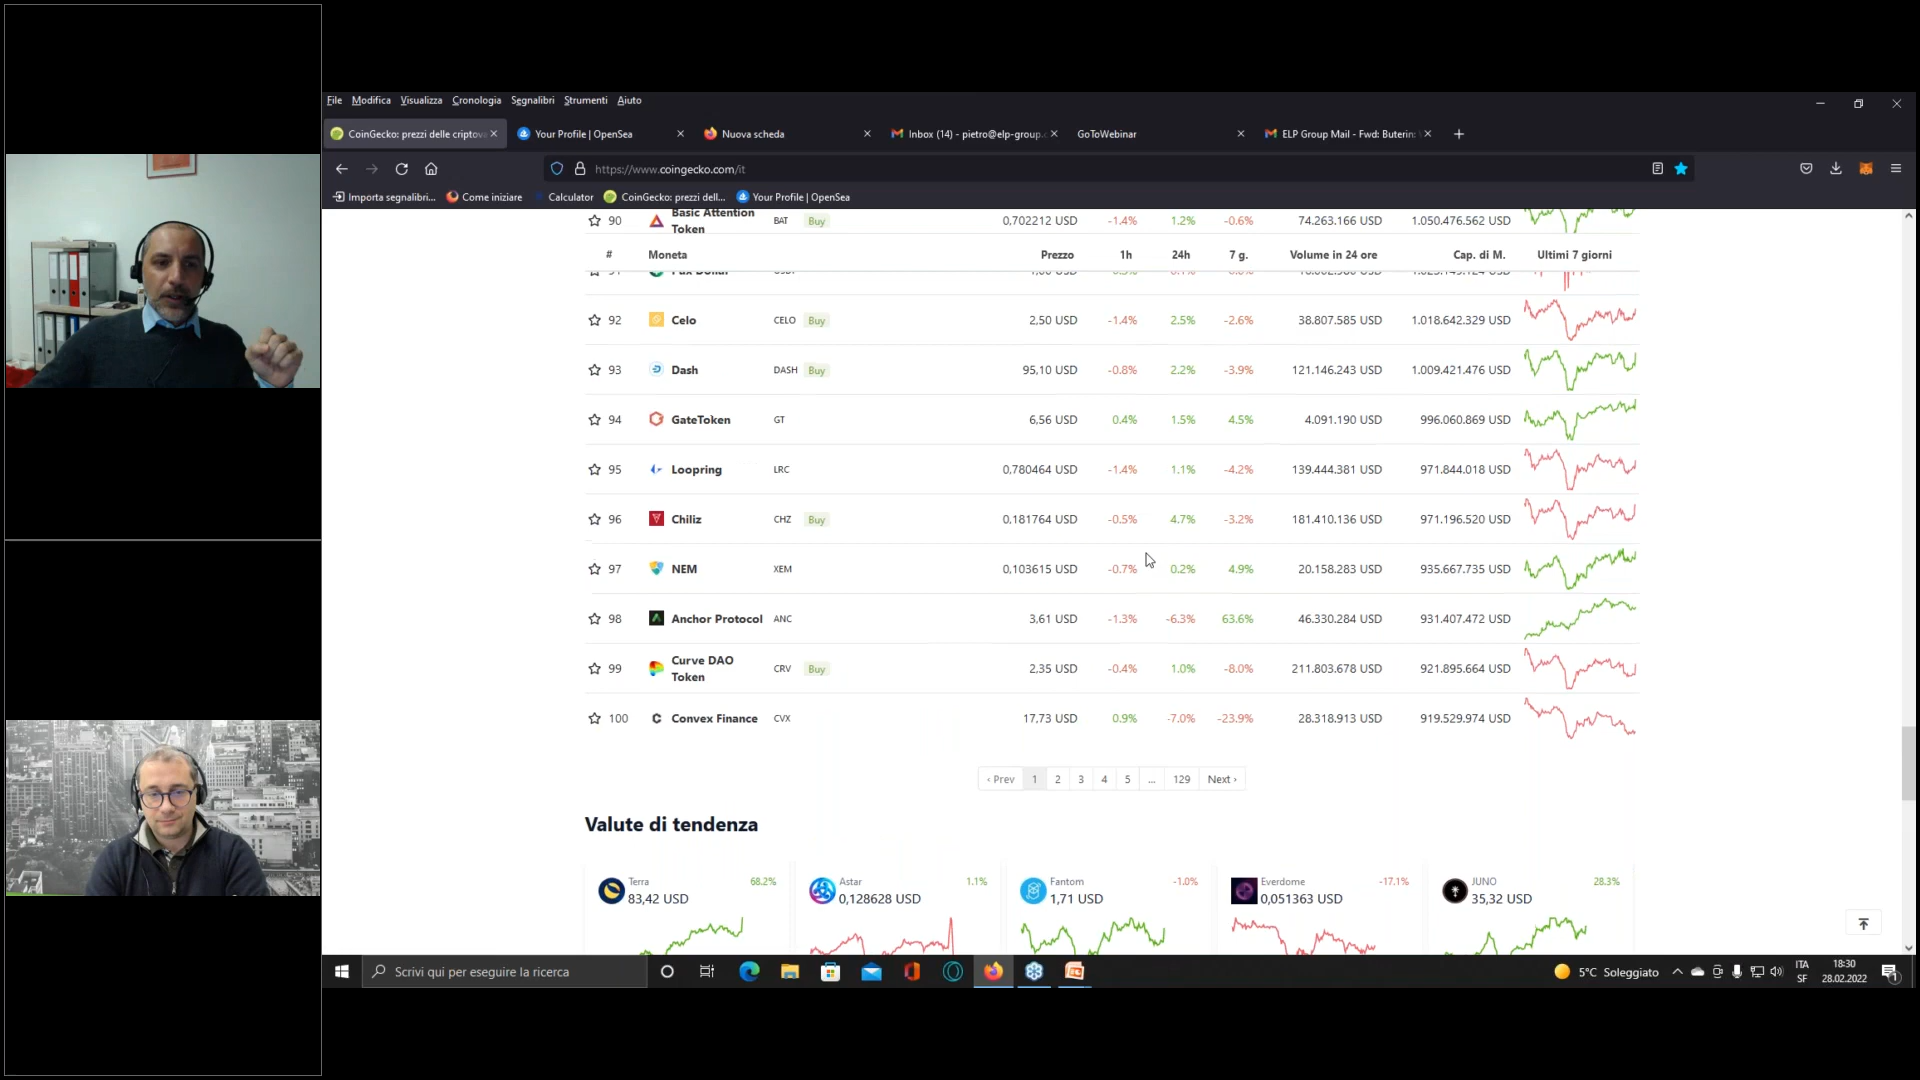 File Modifica Visualizza Cronologia Segnalibri Strumenti Aiuto
CoinGecko: prezzi delle criptova Your Profile | OpenSea Nuova scheda Inbox (14) - pietro@elp-group. GoToWebinar ELP Group Mail - Fwd: Buterin:
https://www.coingecko.com/it
Importa segnalibri... Come iniziare Calculator CoinGecko: prezzi dell... Your Profile | OpenSea
90 Basic Attention Token BAT Buy 0,702212 USD -1.4% 1.2% -0.6% 74.263.166 USD 1.050.476.562 USD
# Moneta Prezzo 1h 24h 7 g. Volume in 24 ore Cap. di M. Ultimi 7 giorni
92 Celo CELO Buy 2,50 USD -1.4% 2.5% -2.6% 38.807.585 USD 1.018.642.329 USD
93 Dash DASH Buy 95,10 USD -0.8% 2.2% -3.9% 121.146.243 USD 1.009.421.476 USD
94 GateToken GT 6,56 USD 0.4% 1.5% 4.5% 4.091.190 USD 996.060.869 USD
95 Loopring LRC 0,780464 USD -1.4% 1.1% -4.2% 139.444.381 USD 971.844.018 USD
96 Chiliz CHZ Buy 0,181764 USD -0.5% 4.7% -3.2% 181.410.136 USD 971.196.520 USD
97 NEM XEM 0,103615 USD -0.7% 0.2% 4.9% 20.158.283 USD 935.667.735 USD
98 Anchor Protocol ANC 3,61 USD -1.3% -6.3% 63.6% 46.330.284 USD 931.407.472 USD
99 Curve DAO Token CRV Buy 2,35 USD -0.4% 1.0% -8.0% 211.803.678 USD 921.895.664 USD
100 Convex Finance CVX 17,73 USD 0.9% -7.0% -23.9% 28.318.913 USD 919.529.974 USD
‹ Prev 1 2 3 4 5 ... 129 Next ›
Valute di tendenza
Terra 68.2% Astar 1.1% Fantom -1.0% Everdome -17.1% JUNO 28.3%
83,42 USD 0,128628 USD 1,71 USD 0,051363 USD 35,32 USD
Scrivi qui per eseguire la ricerca 5°C Soleggiato ITA 18:30
SF 28.02.2022 1